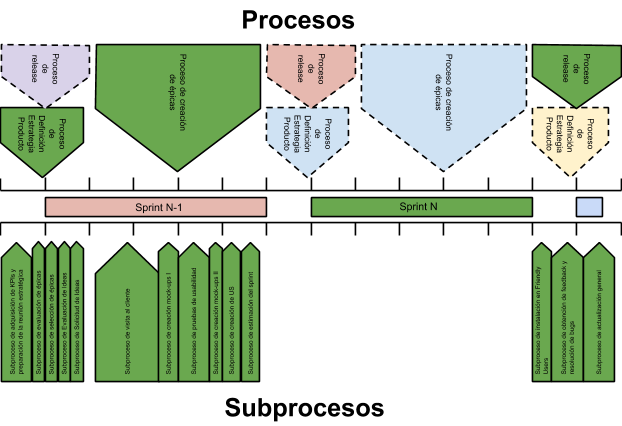 Procesos
Proceso
de
release
Proceso de creación
de épicas
Proceso
de
release
Proceso de creación
de épicas
Proceso
de
release
Proceso
de
Definición
Estrategia
Producto
Proceso
de
Definición
Estrategia
Producto
Proceso
de
Definición
Estrategia
Producto
Sprint N-1
Sprint N
Subproceso de adquisición de KPIs y
preparación de la reunión estratégica
Subproceso de evaluación de épicas
Subproceso de selección de épicas
Subproceso de Evaluación de Ideas
Subproceso de Solicitud de Ideas
Subproceso de visita al cliente
Subproceso de creación mock-ups I
Subproceso de pruebas de usabilidad
Subproceso de creación mock-ups II
Subproceso de creación de US
Subproceso de estimación del sprint
Subproceso de instalación en Friendly
Users
Subproceso de obtención de feedback y
resolución de bugs
Subproceso de actualización general
Subprocesos